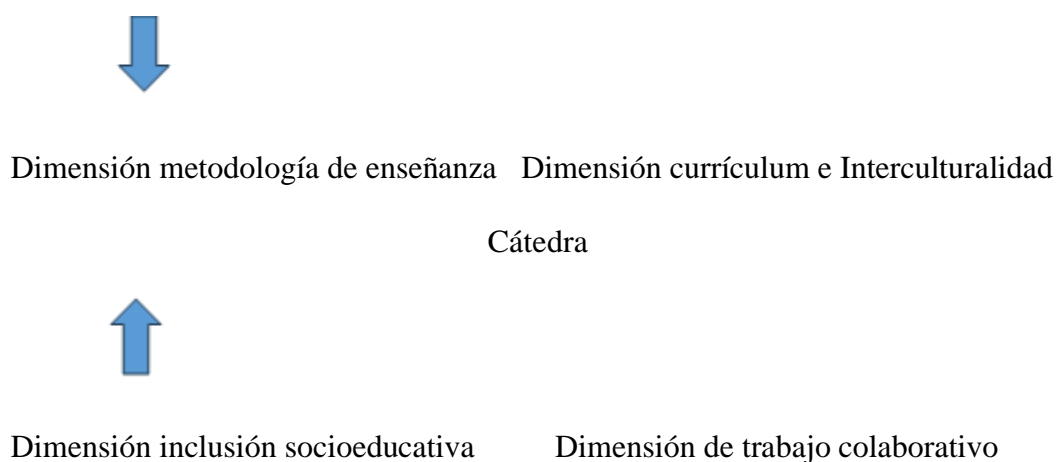 Dimensión metodología de enseñanza Dimensión currículum e Interculturalidad
Cátedra
Dimensión inclusión socioeducativa Dimensión de trabajo colaborativo